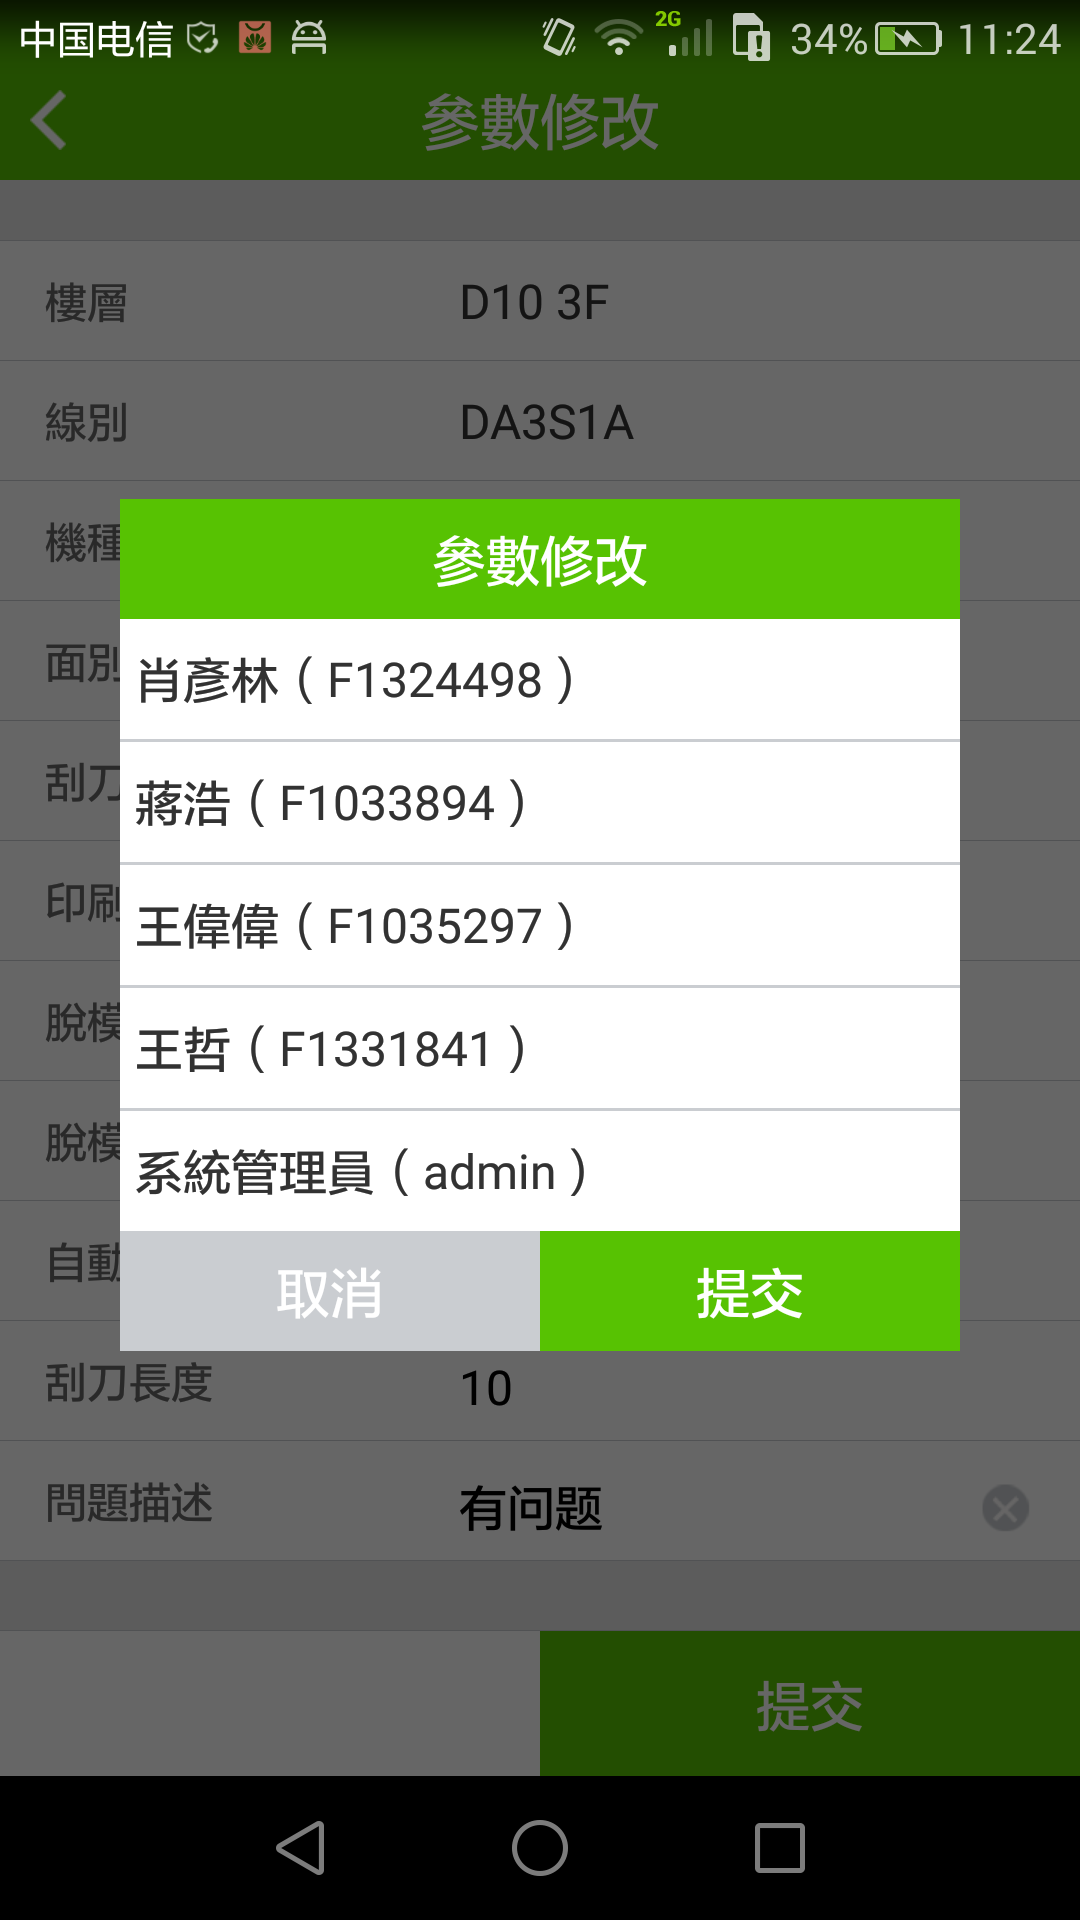 中国电信 2G 34% 11:24
參數修改
樓層 D10 3F
線別 DA3S1A
機種
參數修改
面別
肖彥林（F1324498）
刮刀
蔣浩（F1033894）
印刷
王偉偉（F1035297）
脫模
王哲（F1331841）
脫模
系統管理員（admin）
自動
取消 提交
刮刀長度 10
問題描述 有问题
提交